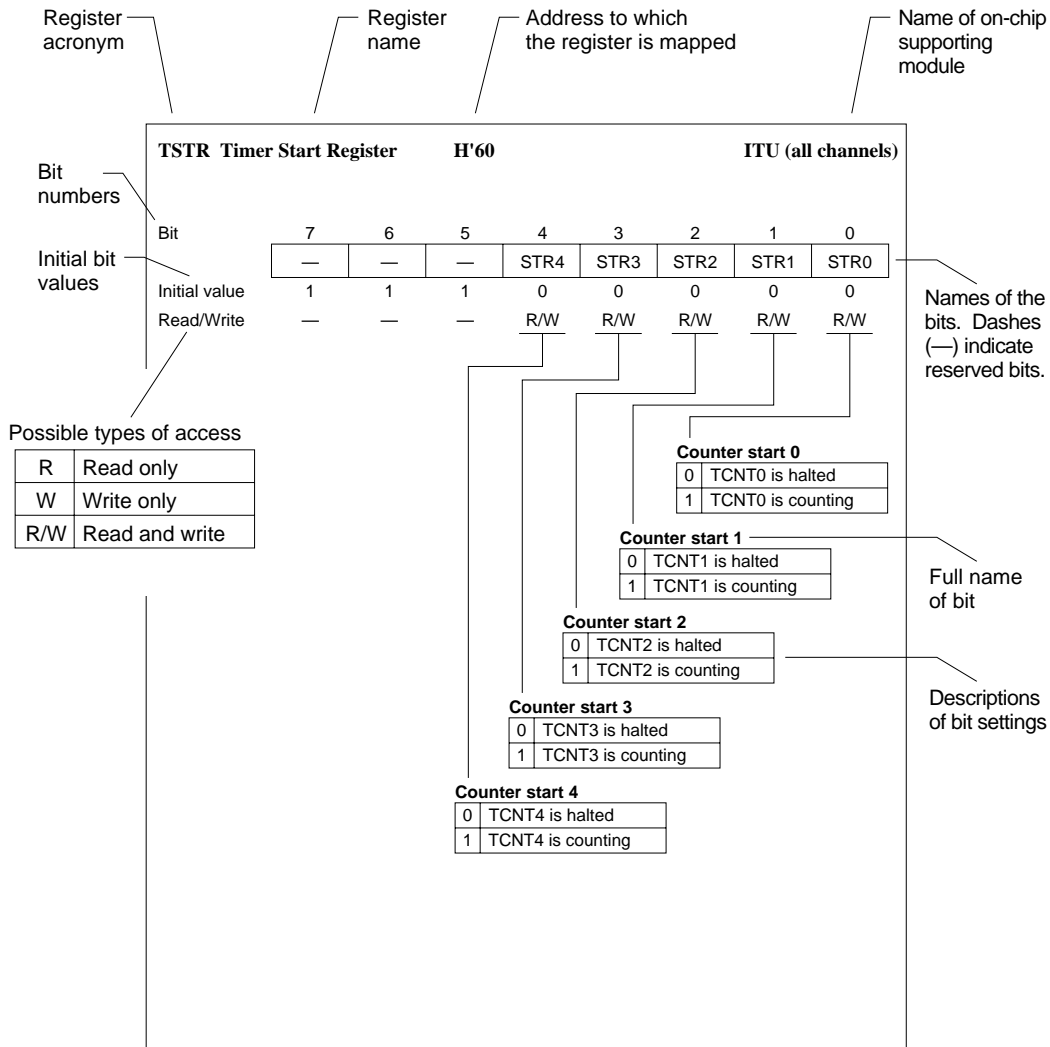 Register
acronym
Register
name
Address to which
the register is mapped
Name of on-chip
supporting
module
TSTR Timer Start Register H'60 ITU (all channels)
Bit
numbers
Bit 7 6 5 4 3 2 1 0
— — — STR4 STR3 STR2 STR1 STR0
Initial bit
values
Initial value 1 1 1 0 0 0 0 0
Read/Write — — — R/W R/W R/W R/W R/W
Names of the
bits. Dashes
(—) indicate
reserved bits.
Possible types of access
R Read only
W Write only
R/W Read and write
Counter start 0
0 TCNT0 is halted
1 TCNT0 is counting
Counter start 1
0 TCNT1 is halted
1 TCNT1 is counting
Full name
of bit
Counter start 2
0 TCNT2 is halted
1 TCNT2 is counting
Descriptions
of bit settings
Counter start 3
0 TCNT3 is halted
1 TCNT3 is counting
Counter start 4
0 TCNT4 is halted
1 TCNT4 is counting